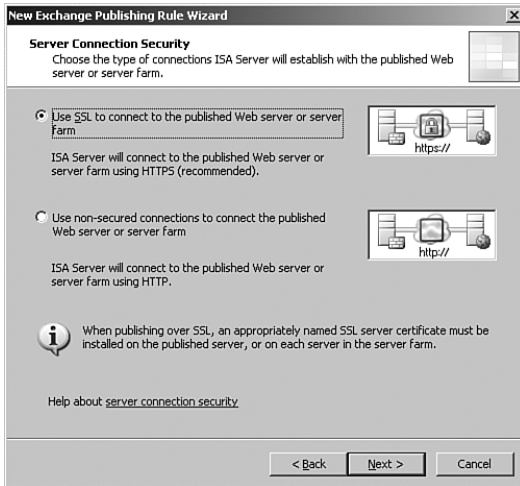 New Exchange Publishing Rule Wizard
Server Connection Security
Choose the type of connections ISA Server will establish with the published Web
server or server farm.
Use SSL to connect to the published Web server or server
farm
https://
ISA Server will connect to the published Web server or
server farm using HTTPS (recommended).
Use non-secured connections to connect the published
Web server or server farm
http://
ISA Server will connect to the published Web server or
server farm using HTTP.
When publishing over SSL, an appropriately named SSL server certificate must be
installed on the published server, or on each server in the server farm.
Help about server connection security
< Back
Next >
Cancel